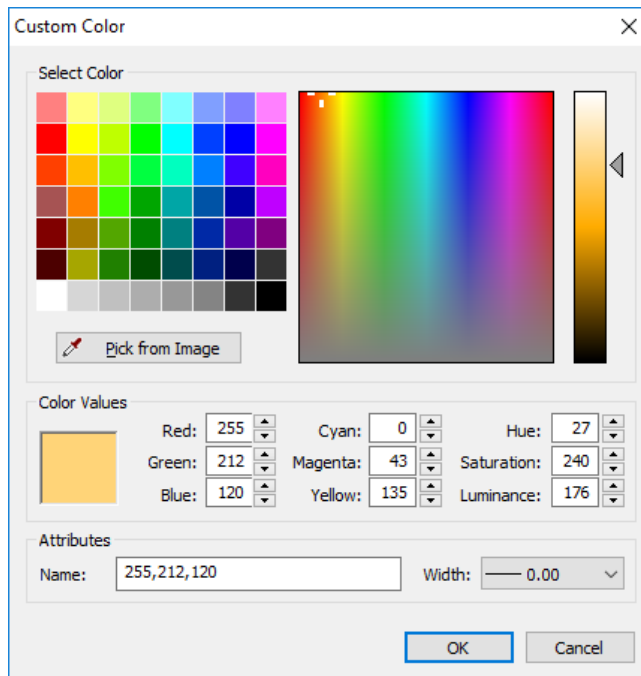 Custom Color
Select Color
Pick from Image
Color Values
Red: 255 Cyan: 0 Hue: 27
Green: 212 Magenta: 43 Saturation: 240
Blue: 120 Yellow: 135 Luminance: 176
Attributes
Name: 255,212,120 Width: 0.00
OK Cancel